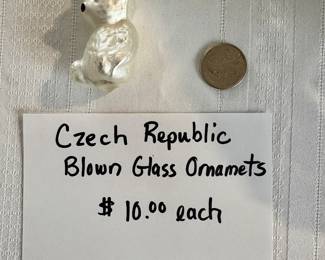 Czech Republic
Blown Glass Ornamets
$ 10.00 each